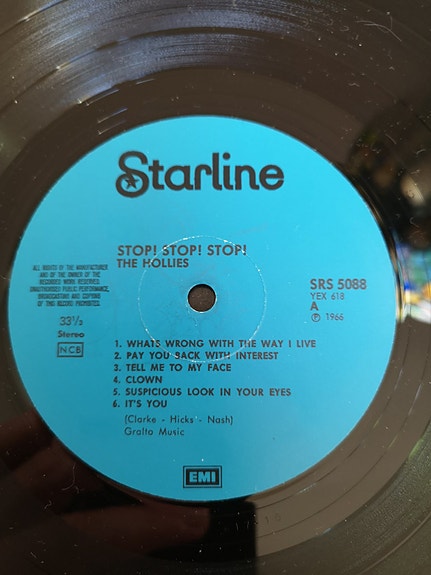 Starline
STOP! STOP! STOP!
THE HOLLIES
ALL RIGHTS OF THE MANUFACTURER
AND OF THE OWNER OF THE
RECORDED WORK RESERVED.
UNAUTHORISED PUBLIC PERFORMANCE,
BROADCASTING AND COPYING
OF THIS RECORD PROHIBITED.
33⅓
Stereo
NCB
SRS 5088
YEX 618
A
℗ 1966
1. WHATS WRONG WITH THE WAY I LIVE
2. PAY YOU BACK WITH INTEREST
3. TELL ME TO MY FACE
4. CLOWN
5. SUSPICIOUS LOOK IN YOUR EYES
6. IT'S YOU
(Clarke - Hicks - Nash)
Gralto Music
EMI